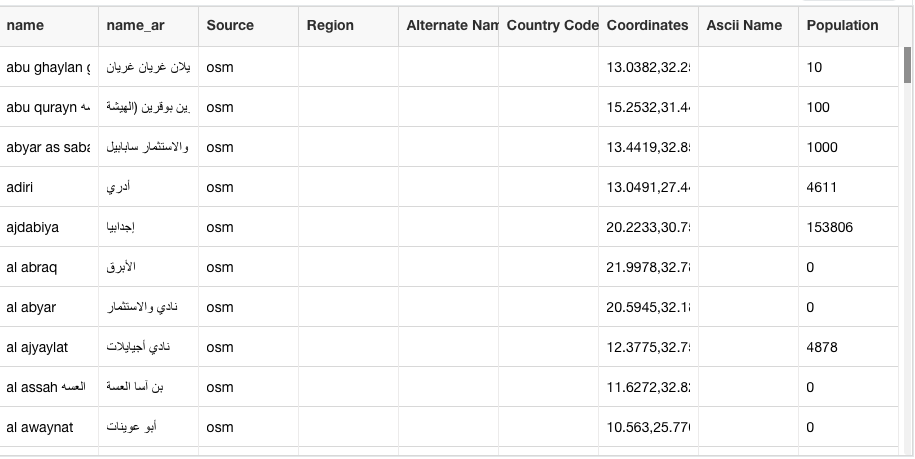 name name_ar Source Region Alternate Nam Country Code Coordinates Ascii Name Population
abu ghaylan يلان غريان غريان osm 13.0382,32.2 10
abu qurayn ين بوقرين (الهيشة osm 15.2532,31.4 100
abyar as saba والاستثمار سابابيل osm 13.4419,32.8 1000
adiri أدري osm 13.0491,27.4 4611
ajdabiya إجدابيا osm 20.2233,30.7 153806
al abraq الأبرق osm 21.9978,32.7 0
al abyar نادي والاستثمار osm 20.5945,32.1 0
al ajyaylat نادي أجيايلات osm 12.3775,32.7 4878
al assah العسه بن آسا العسة osm 11.6272,32.8 0
al awaynat أبو عوينات osm 10.563,25.77 0